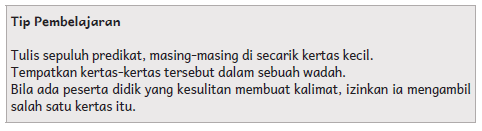 Tip Pembelajaran
Tulis sepuluh predikat, masing-masing di secarik kertas kecil.
Tempatkan kertas-kertas tersebut dalam sebuah wadah.
Bila ada peserta didik yang kesulitan membuat kalimat, izinkan ia mengambil
salah satu kertas itu.